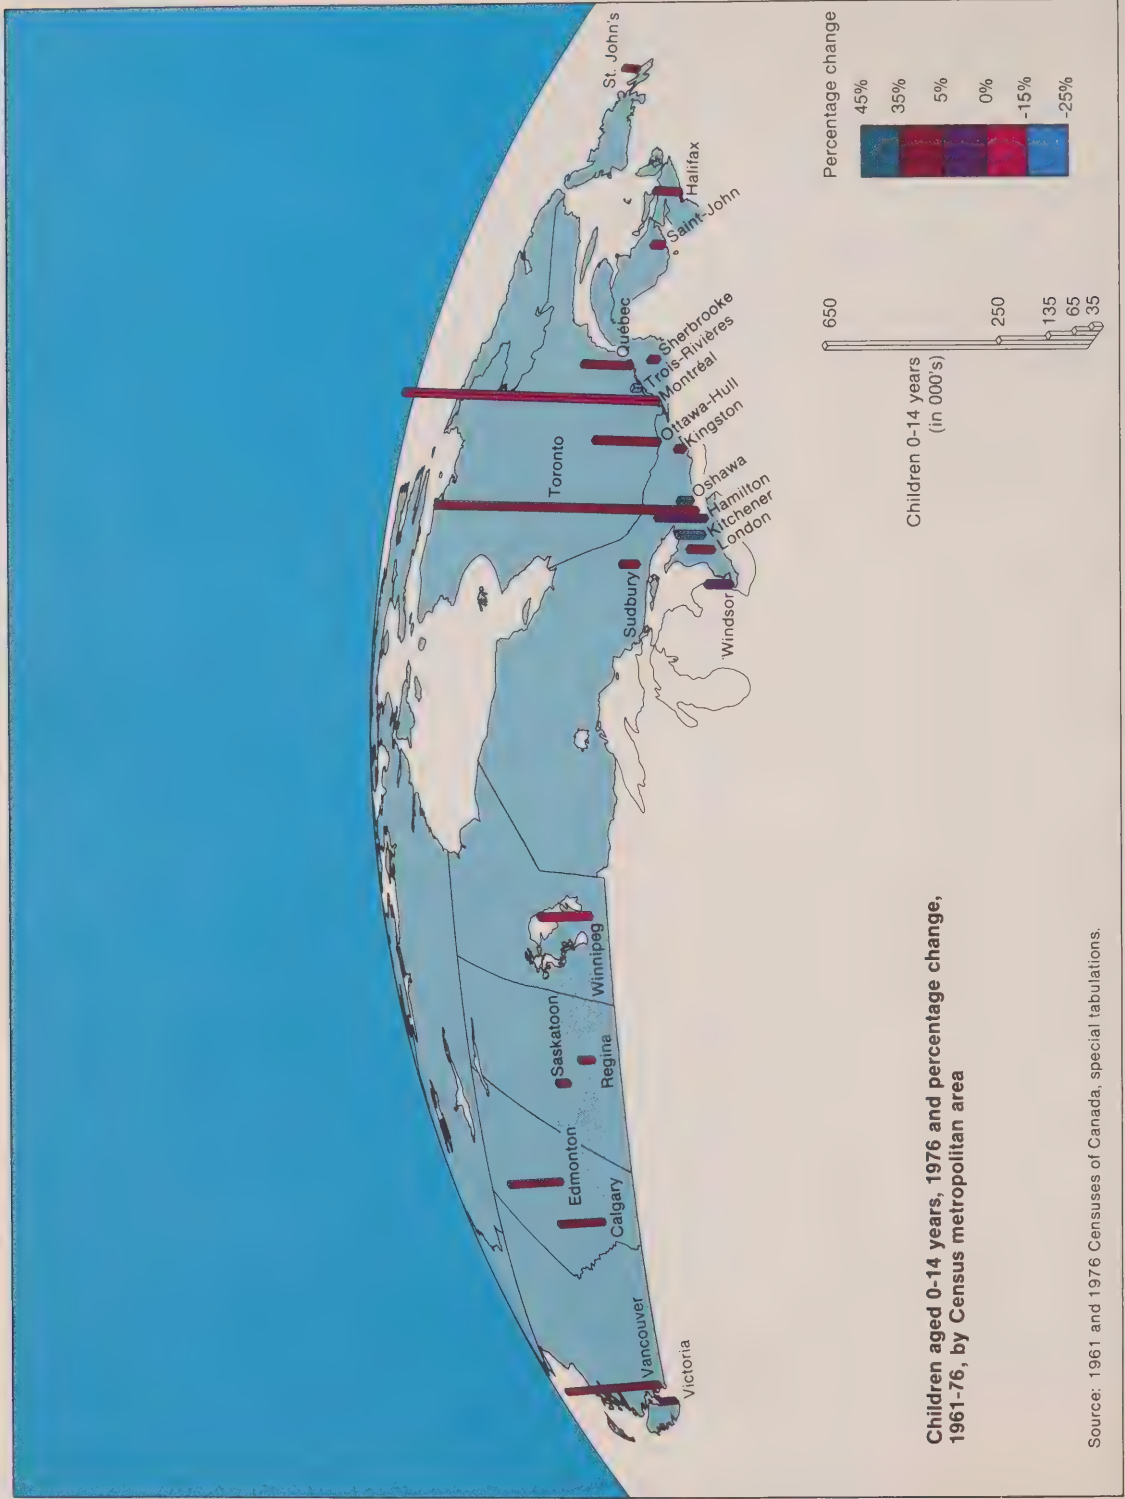 St. John's
Halifax
Saint-John
Québec
Sherbrooke
Trois-Rivières
Montréal
Ottawa-Hull
Kingston
Toronto
Oshawa
Hamilton
Kitchener
London
Sudbury
Windsor
Winnipeg
Saskatoon
Regina
Edmonton
Calgary
Vancouver
Victoria
Percentage change
45%
35%
5%
0%
-15%
-25%
650
250
135
65
35
Children 0-14 years
(in 000's)
Children aged 0-14 years, 1976 and percentage change,
1961-76, by Census metropolitan area
Source: 1961 and 1976 Censuses of Canada, special tabulations.